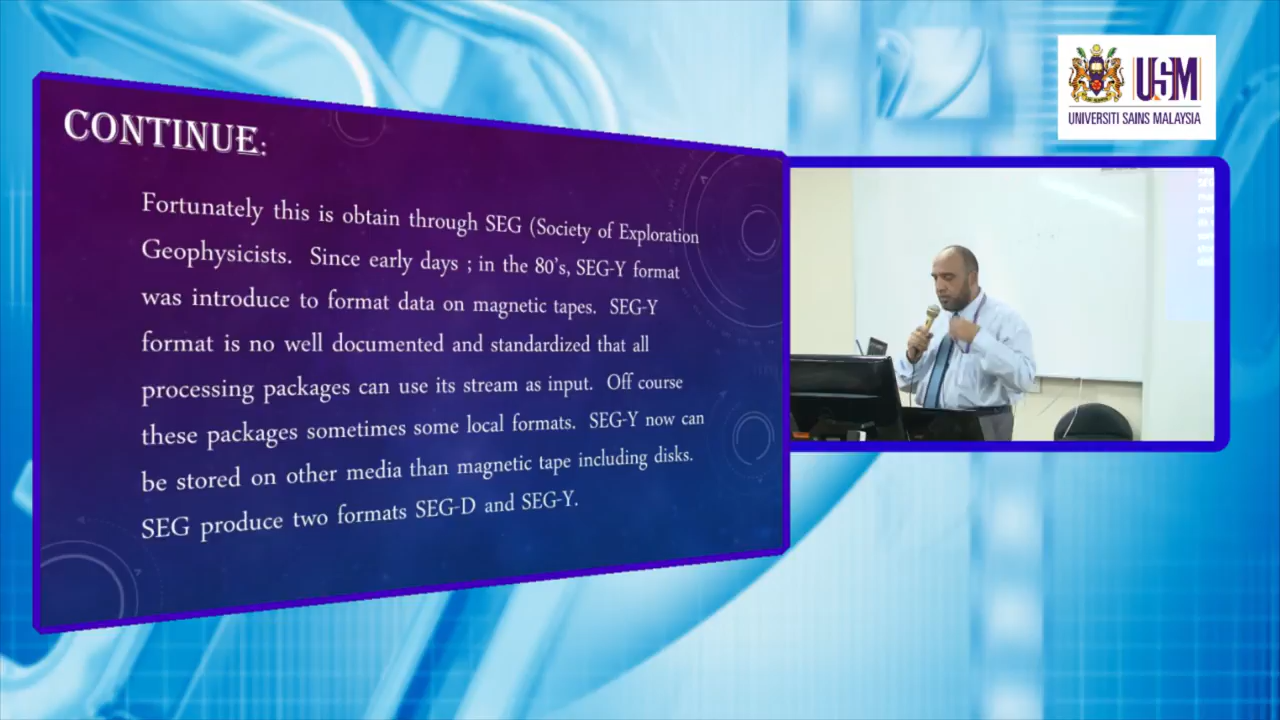 CONTINUE:
Fortunately this is obtain through SEG (Society of Exploration
Geophysicists. Since early days ; in the 80's, SEG-Y format
was introduce to format data on magnetic tapes. SEG-Y
format is no well documented and standardized that all
processing packages can use its stream as input. Off course
these packages sometimes some local formats. SEG-Y now can
be stored on other media than magnetic tape including disks.
SEG produce two formats SEG-D and SEG-Y.
USM
UNIVERSITI SAINS MALAYSIA